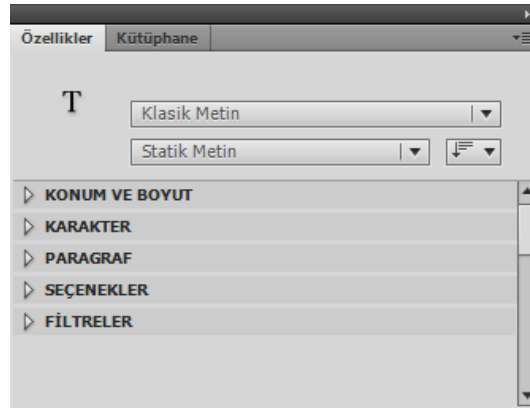 Özellikler Kütüphane
T
Klasik Metin
Statik Metin
KONUM VE BOYUT
KARAKTER
PARAGRAF
SEÇENEKLER
FİLTRELER